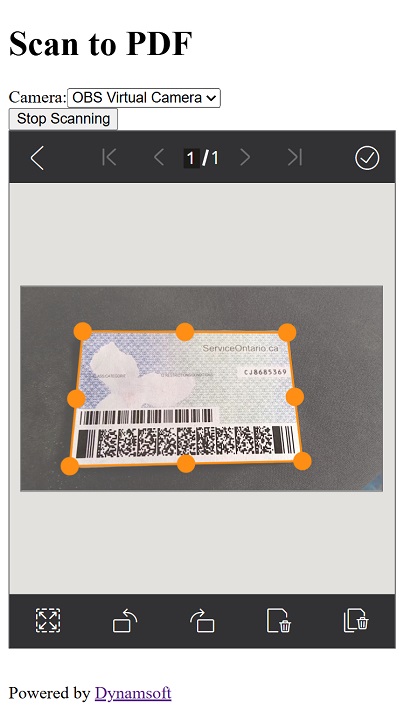 Scan to PDF
Camera: OBS Virtual Camera
Stop Scanning
1 / 1
ServiceOntario.ca
CJ8685369
Powered by Dynamsoft